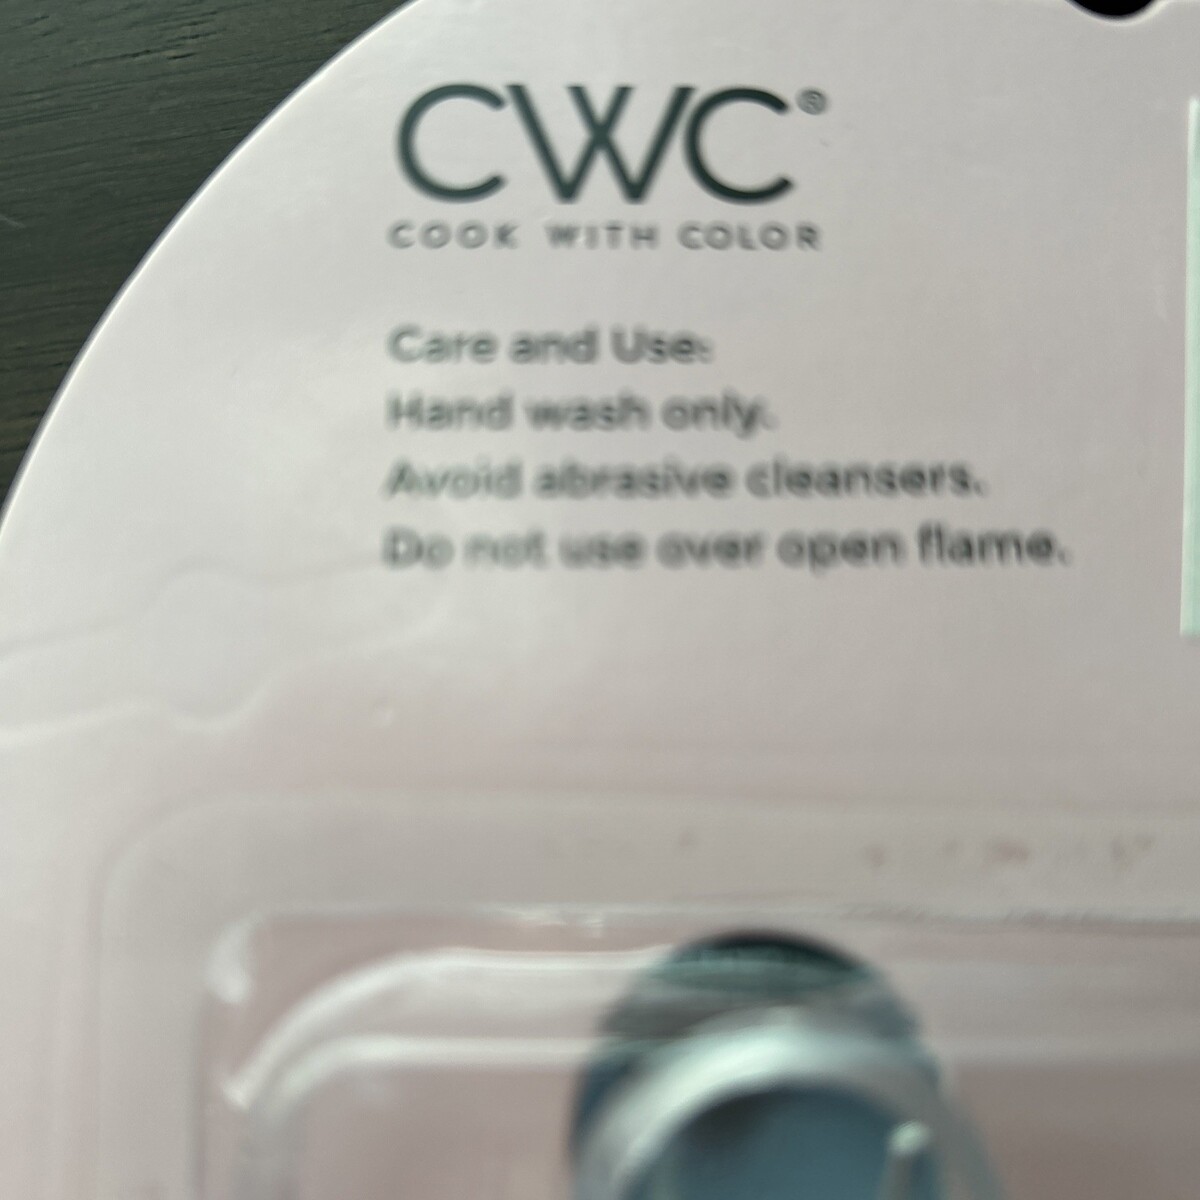 CWC®
COOK WITH COLOR
Care and Use:
Hand wash only.
Avoid abrasive cleansers.
Do not use over open flame.